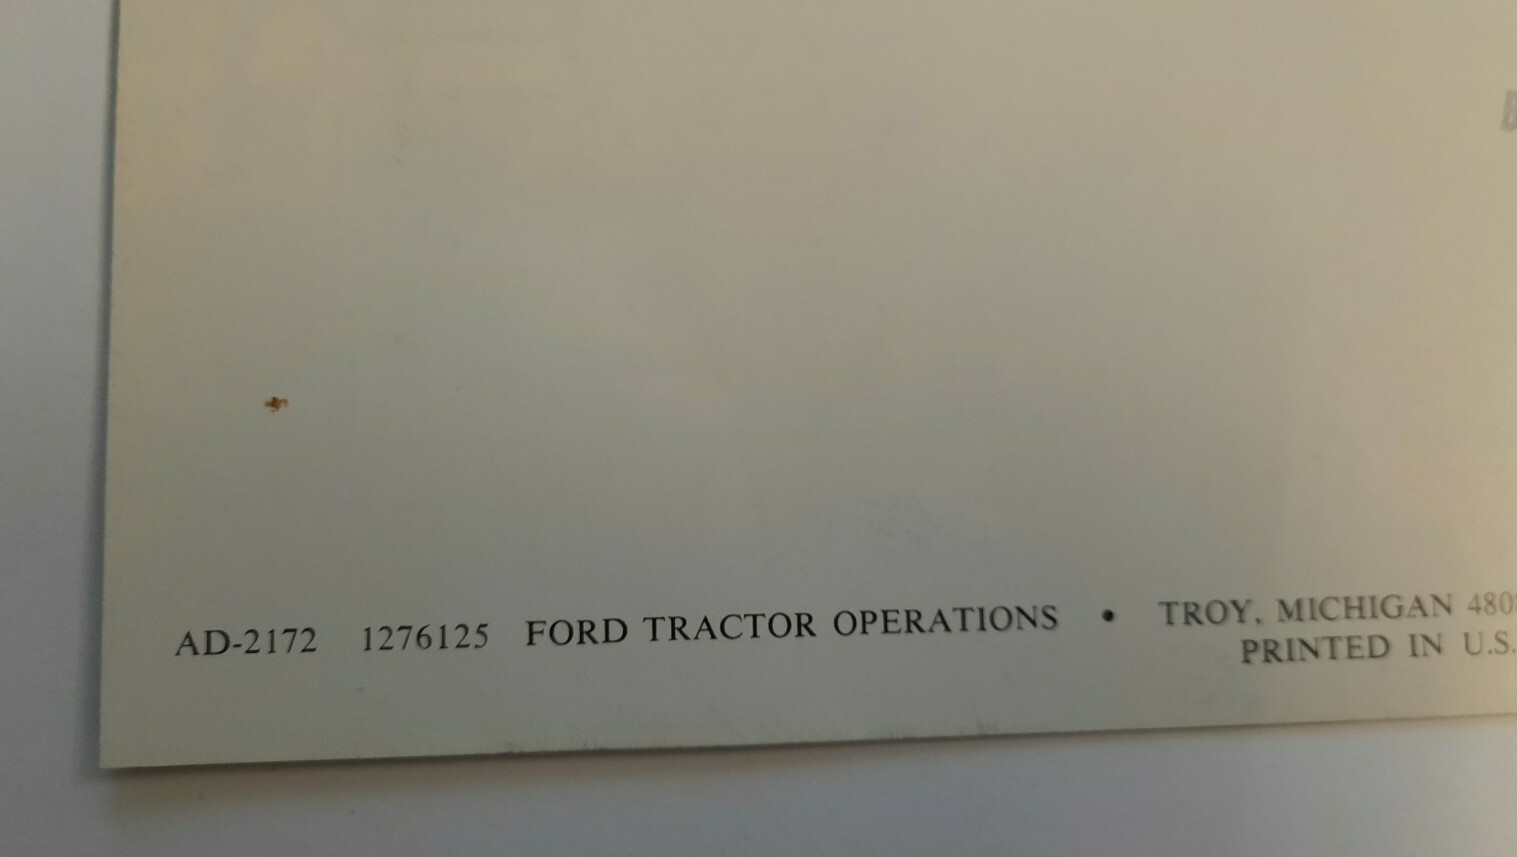 AD-2172 1276125 FORD TRACTOR OPERATIONS • TROY, MICHIGAN
PRINTED IN U.S.